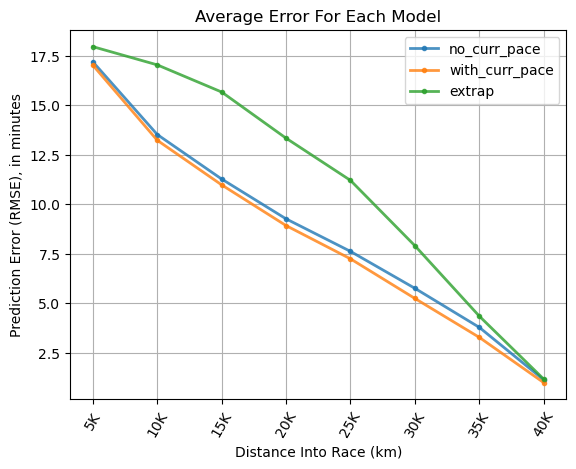 Average Error For Each Model
no_curr_pace
with_curr_pace
extrap
Prediction Error (RMSE), in minutes
17.5
15.0
12.5
10.0
7.5
5.0
2.5
5K
10K
15K
20K
25K
30K
35K
40K
Distance Into Race (km)